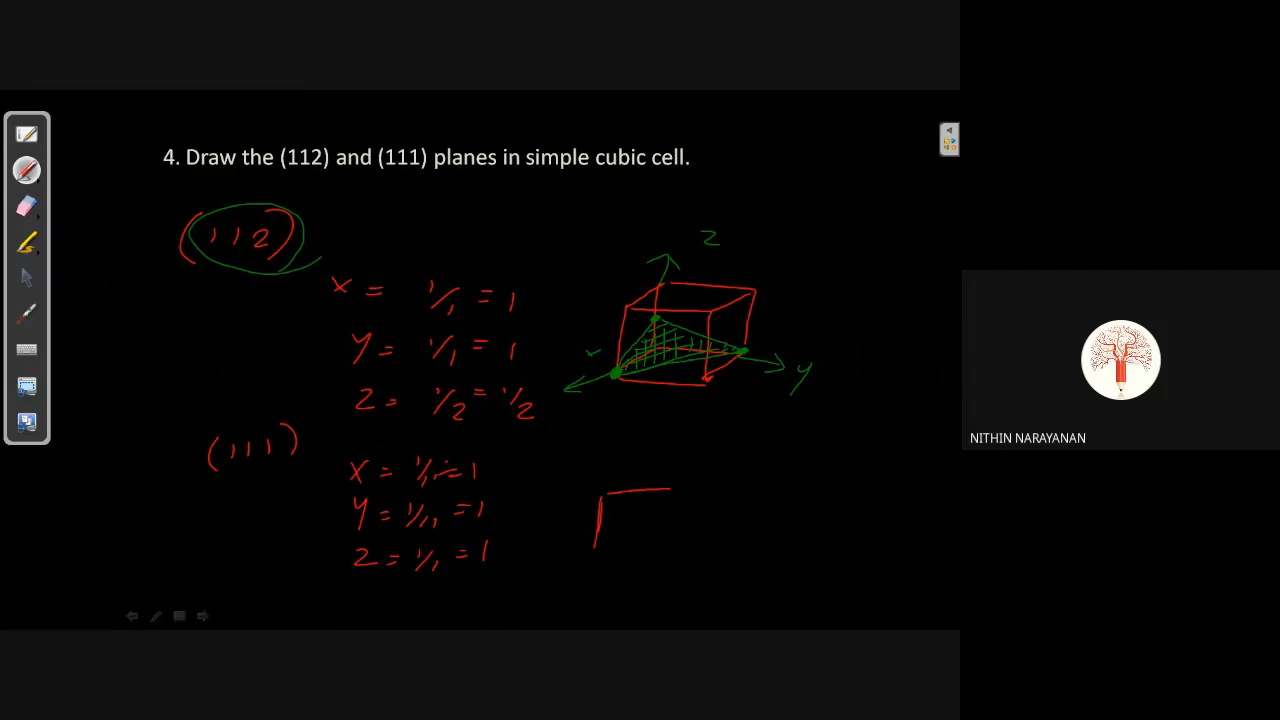 4. Draw the (112) and (111) planes in simple cubic cell.
(112)
x = 1/1 = 1
y = 1/1 = 1
z = 1/2 = 1/2
(111)
x = 1/1 = 1
y = 1/1 = 1
z = 1/1 = 1
z
x
y
NITHIN NARAYANAN